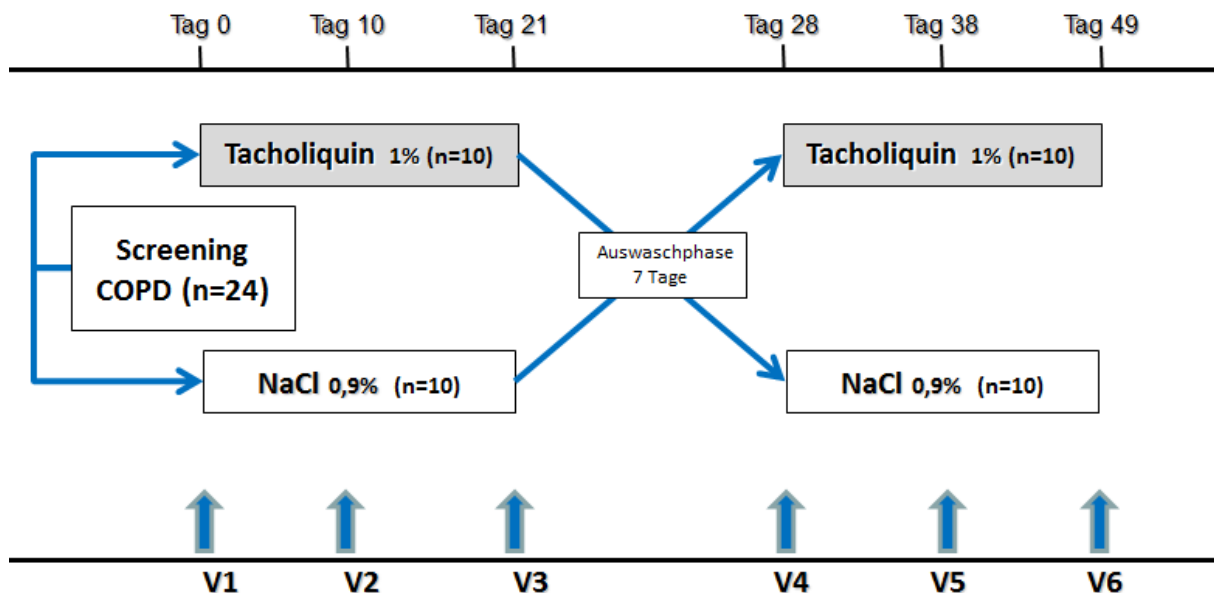 Tag 0 Tag 10 Tag 21 Tag 28 Tag 38 Tag 49
Tacholiquin 1% (n=10)
Tacholiquin 1% (n=10)
Screening
COPD (n=24)
Auswaschphase
7 Tage
NaCl 0,9% (n=10)
NaCl 0,9% (n=10)
V1 V2 V3 V4 V5 V6